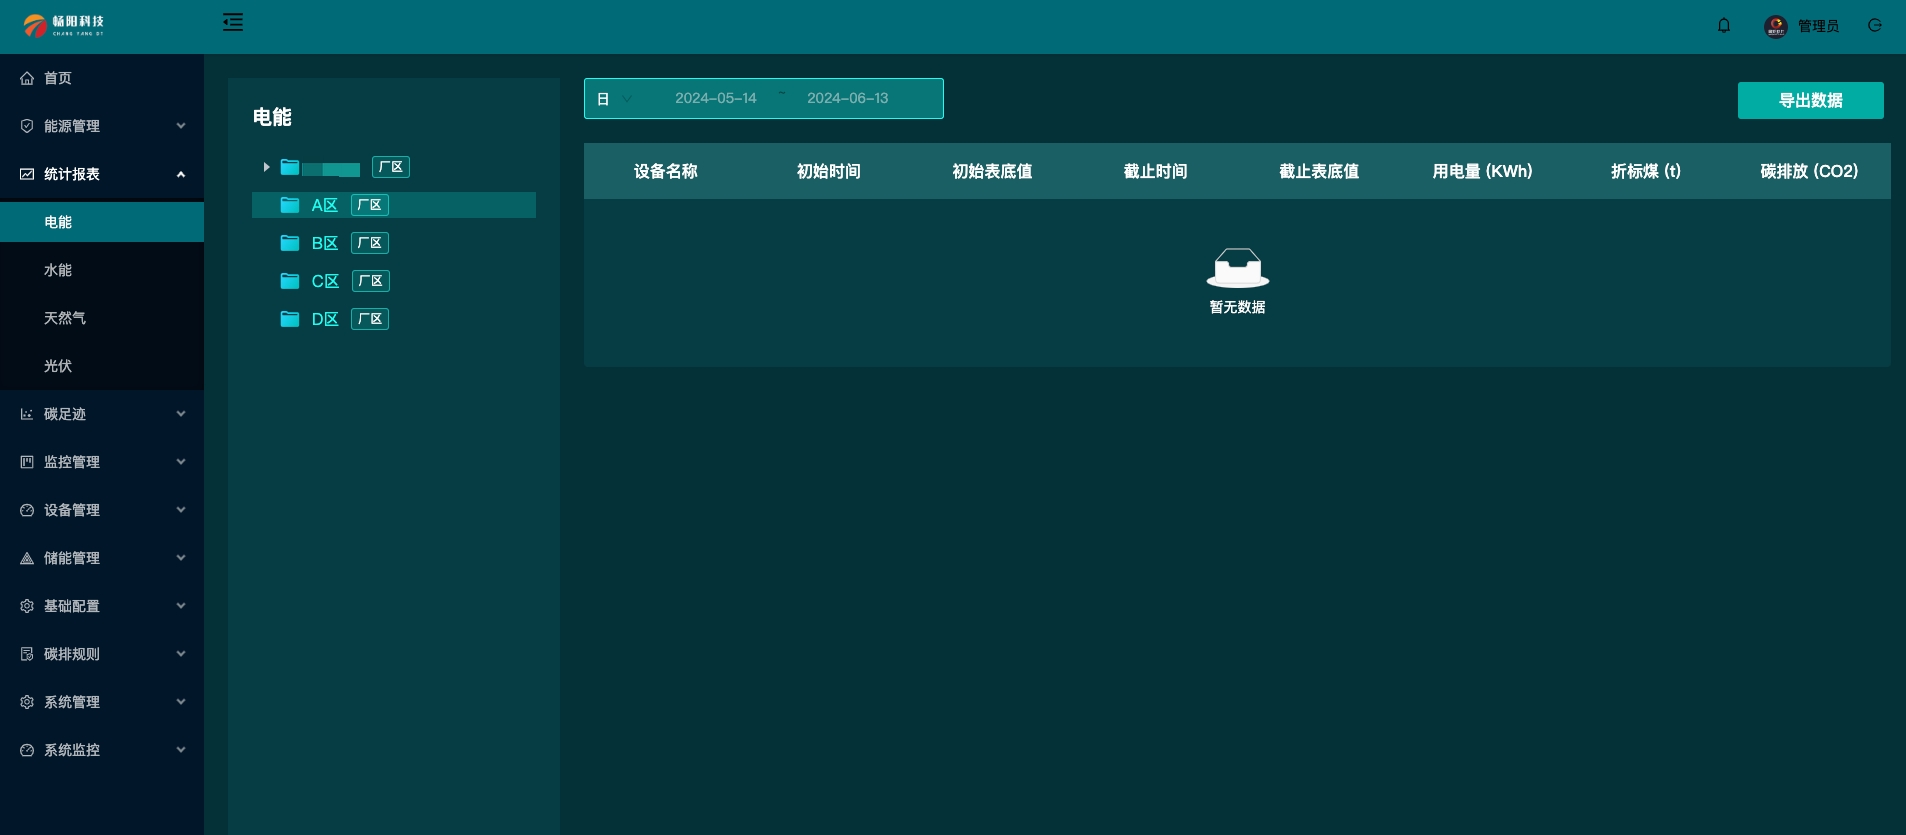 畅阳科技
CHANG YANG DT
管理员
首页
能源管理
统计报表
电能
水能
天然气
光伏
碳足迹
监控管理
设备管理
储能管理
基础配置
碳排规则
系统管理
系统监控
电能
厂区
A区 厂区
B区 厂区
C区 厂区
D区 厂区
日 2024-05-14 ~ 2024-06-13
导出数据
设备名称 初始时间 初始表底值 截止时间 截止表底值 用电量 (KWh) 折标煤 (t) 碳排放 (CO2)
暂无数据